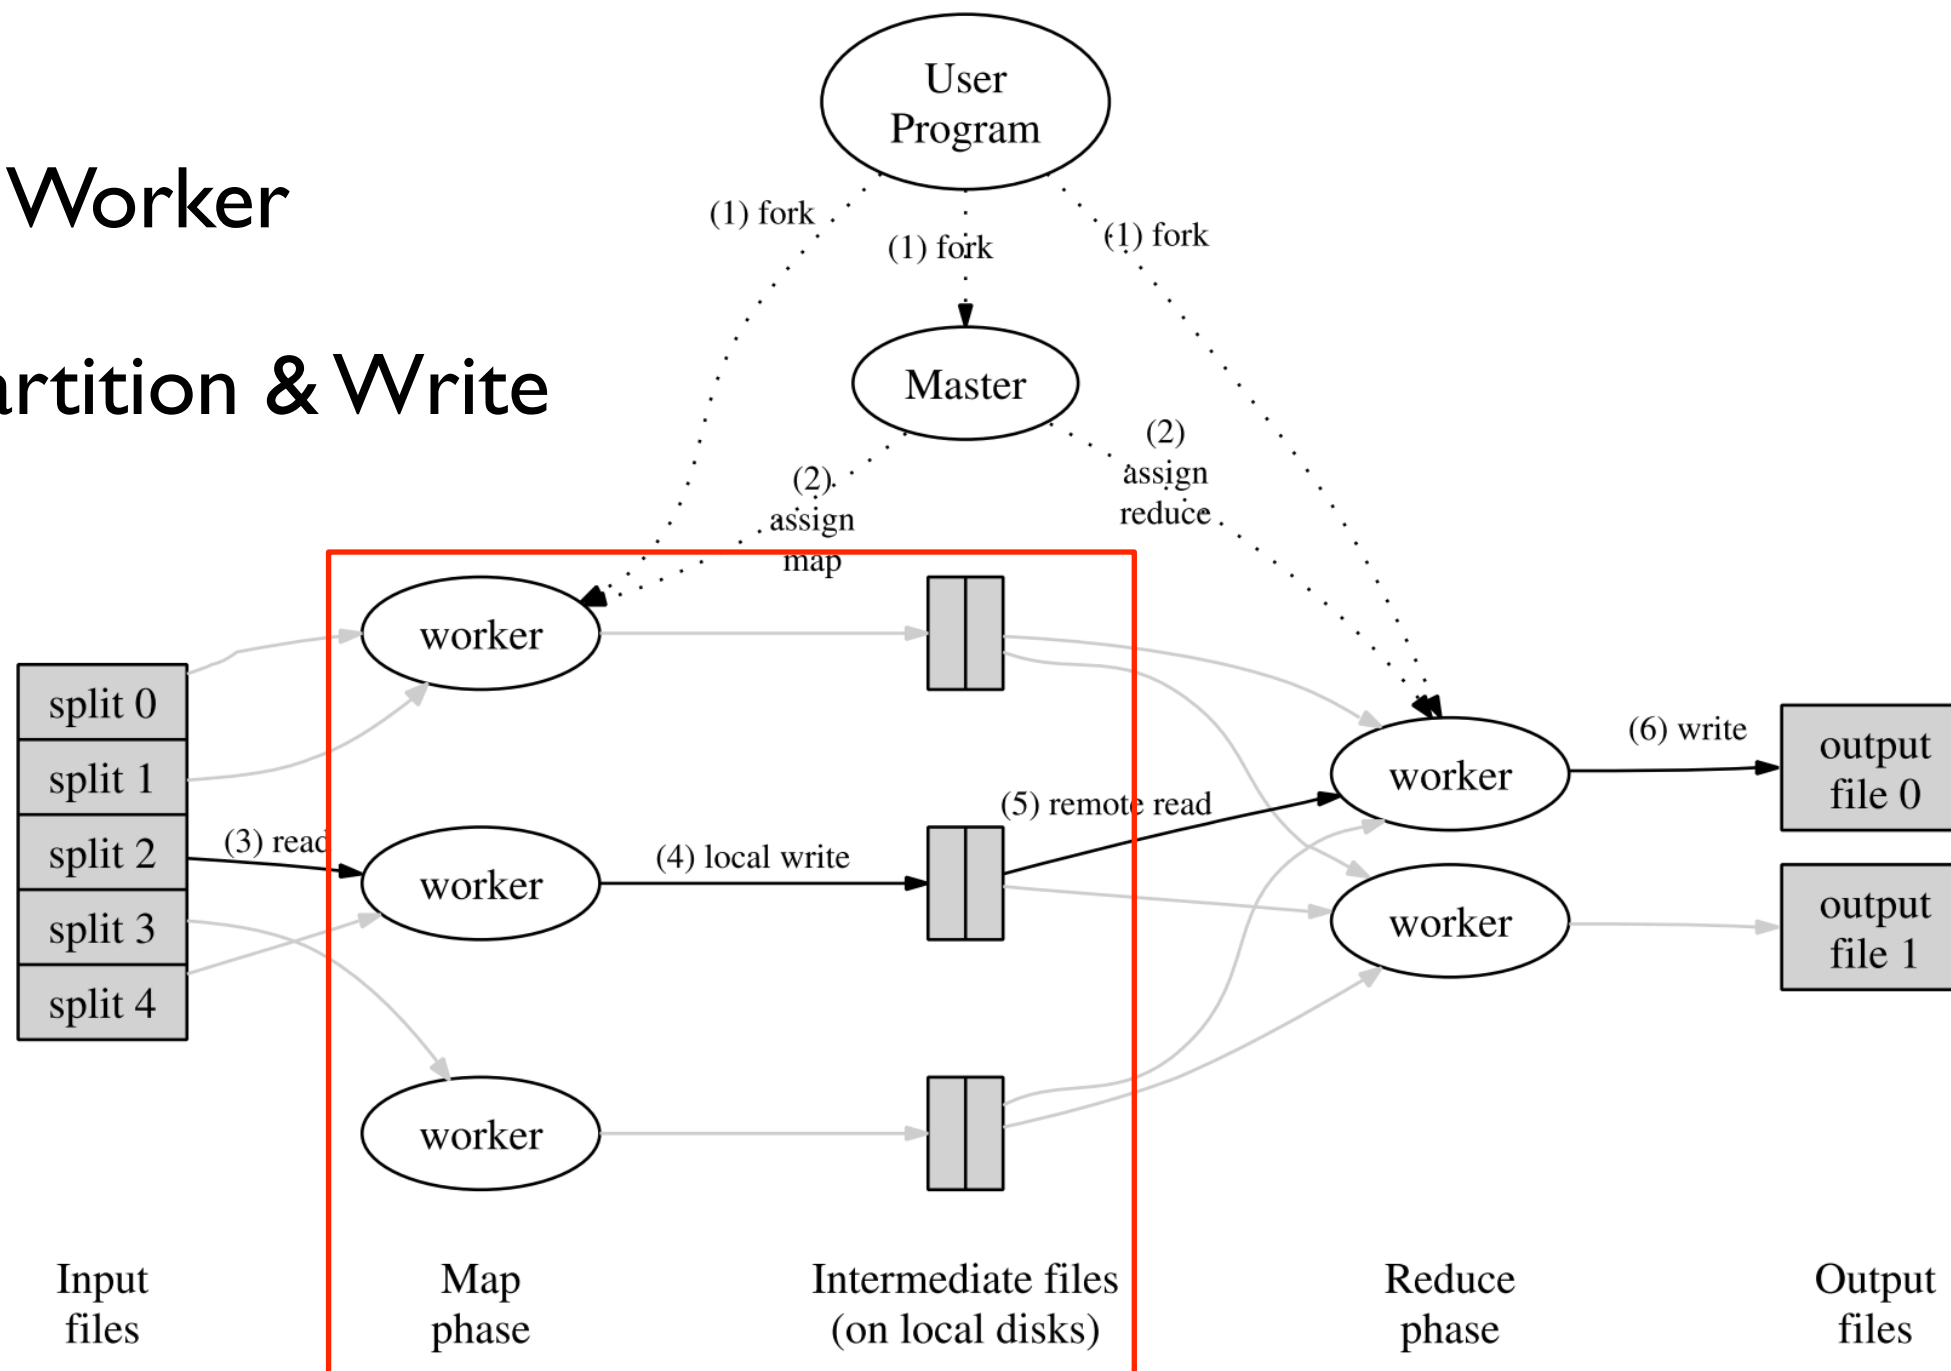 User
Program
Worker
(1) fork
(1) fork
(1) fork
artition & Write
Master
(2)
assign
reduce
(2)
assign
map
worker
split 0
split 1
split 2
split 3
split 4
(3) read
worker
(4) local write
(5) remote read
worker
worker
worker
(6) write
output
file 0
output
file 1
Input
files
Map
phase
Intermediate files
(on local disks)
Reduce
phase
Output
files